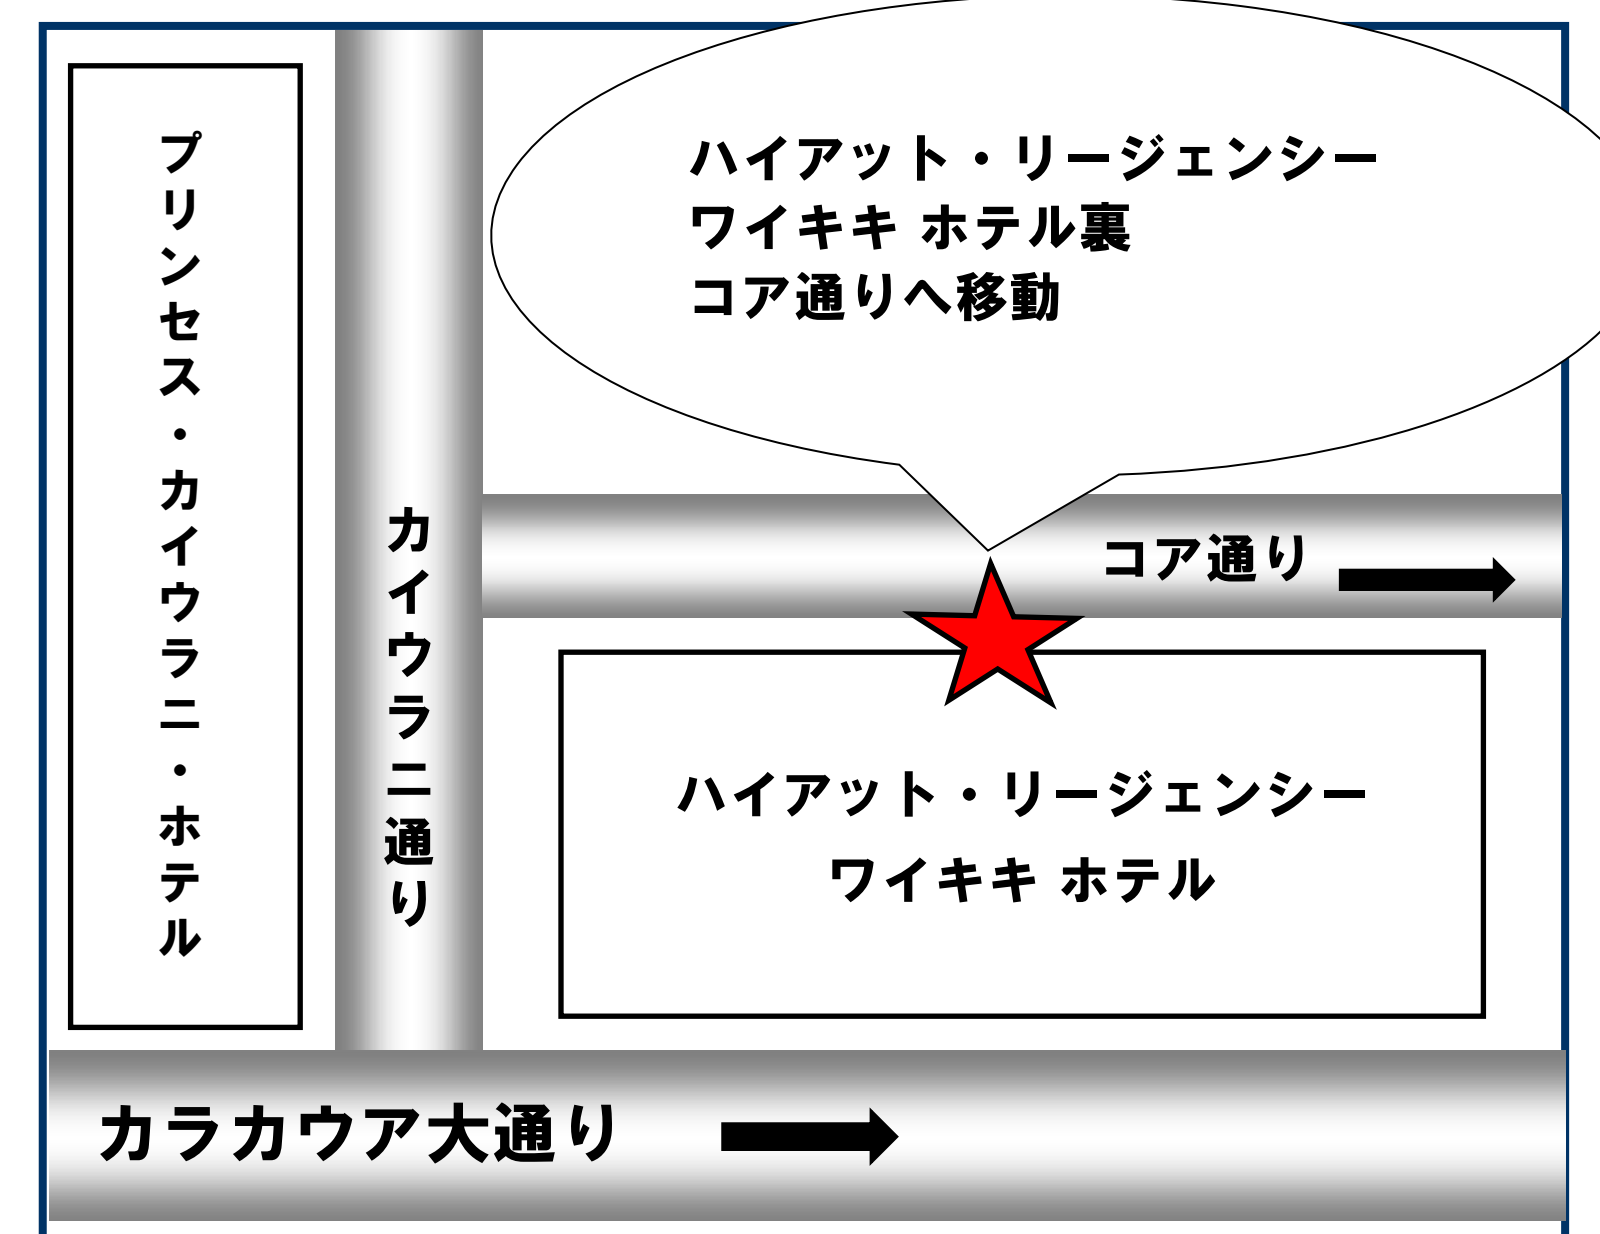 プリンセス・カイウラニ・ホテル
カイウラニ通り
ハイアット・リージェンシー
ワイキキ ホテル裏
コア通りへ移動
コア通り
ハイアット・リージェンシー
ワイキキ ホテル
カラカウア大通り